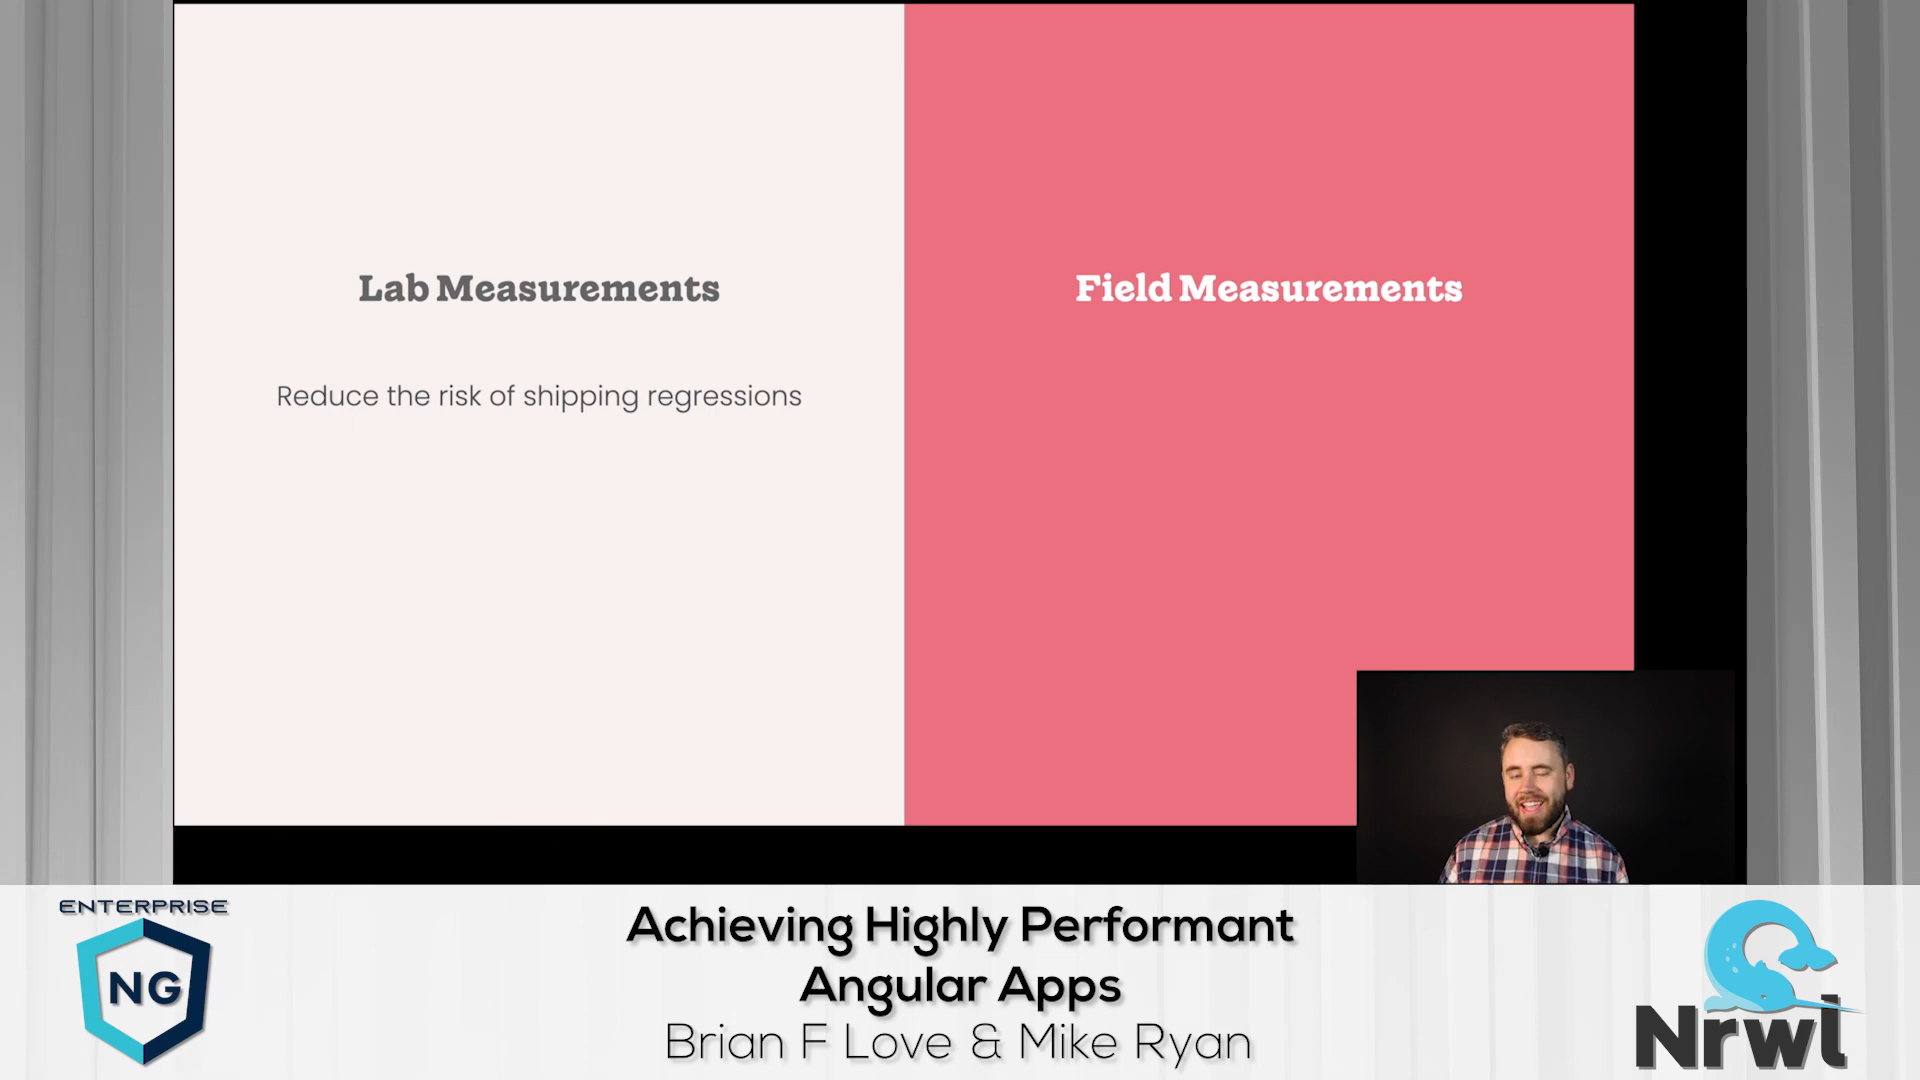 Lab Measurements
Reduce the risk of shipping regressions
Field Measurements
ENTERPRISE
NG
Achieving Highly Performant
Angular Apps
Brian F Love & Mike Ryan
Nrwl